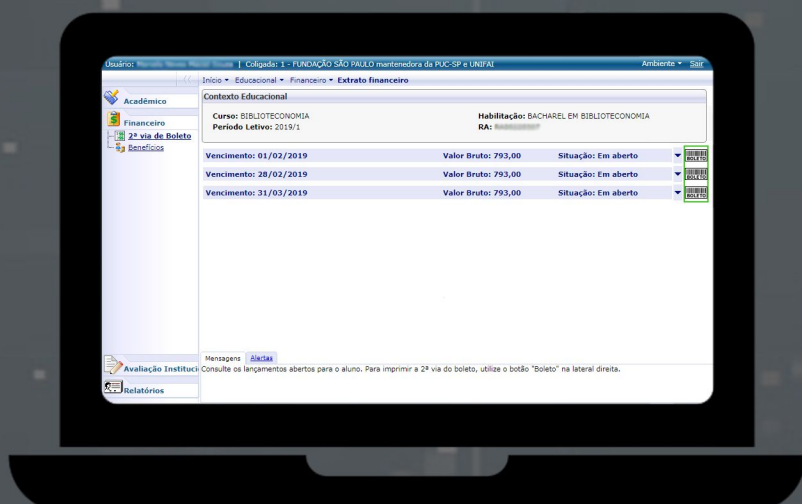 Usuário: | Coligada: 1 - FUNDAÇÃO SÃO PAULO mantenedora da PUC-SP e UNIFAI Ambiente Sair
Início Educacional Financeiro Extrato financeiro
Acadêmico
Financeiro
2ª via de Boleto
Benefícios
Contexto Educacional
Curso: BIBLIOTECONOMIA Habilitação: BACHAREL EM BIBLIOTECONOMIA
Período Letivo: 2019/1 RA:
Vencimento: 01/02/2019 Valor Bruto: 793,00 Situação: Em aberto BOLETO
Vencimento: 28/02/2019 Valor Bruto: 793,00 Situação: Em aberto BOLETO
Vencimento: 31/03/2019 Valor Bruto: 793,00 Situação: Em aberto BOLETO
Mensagens Alertas
Avaliação Instituci
Consulte os lançamentos abertos para o aluno. Para imprimir a 2ª via do boleto, utilize o botão "Boleto" na lateral direita.
Relatórios